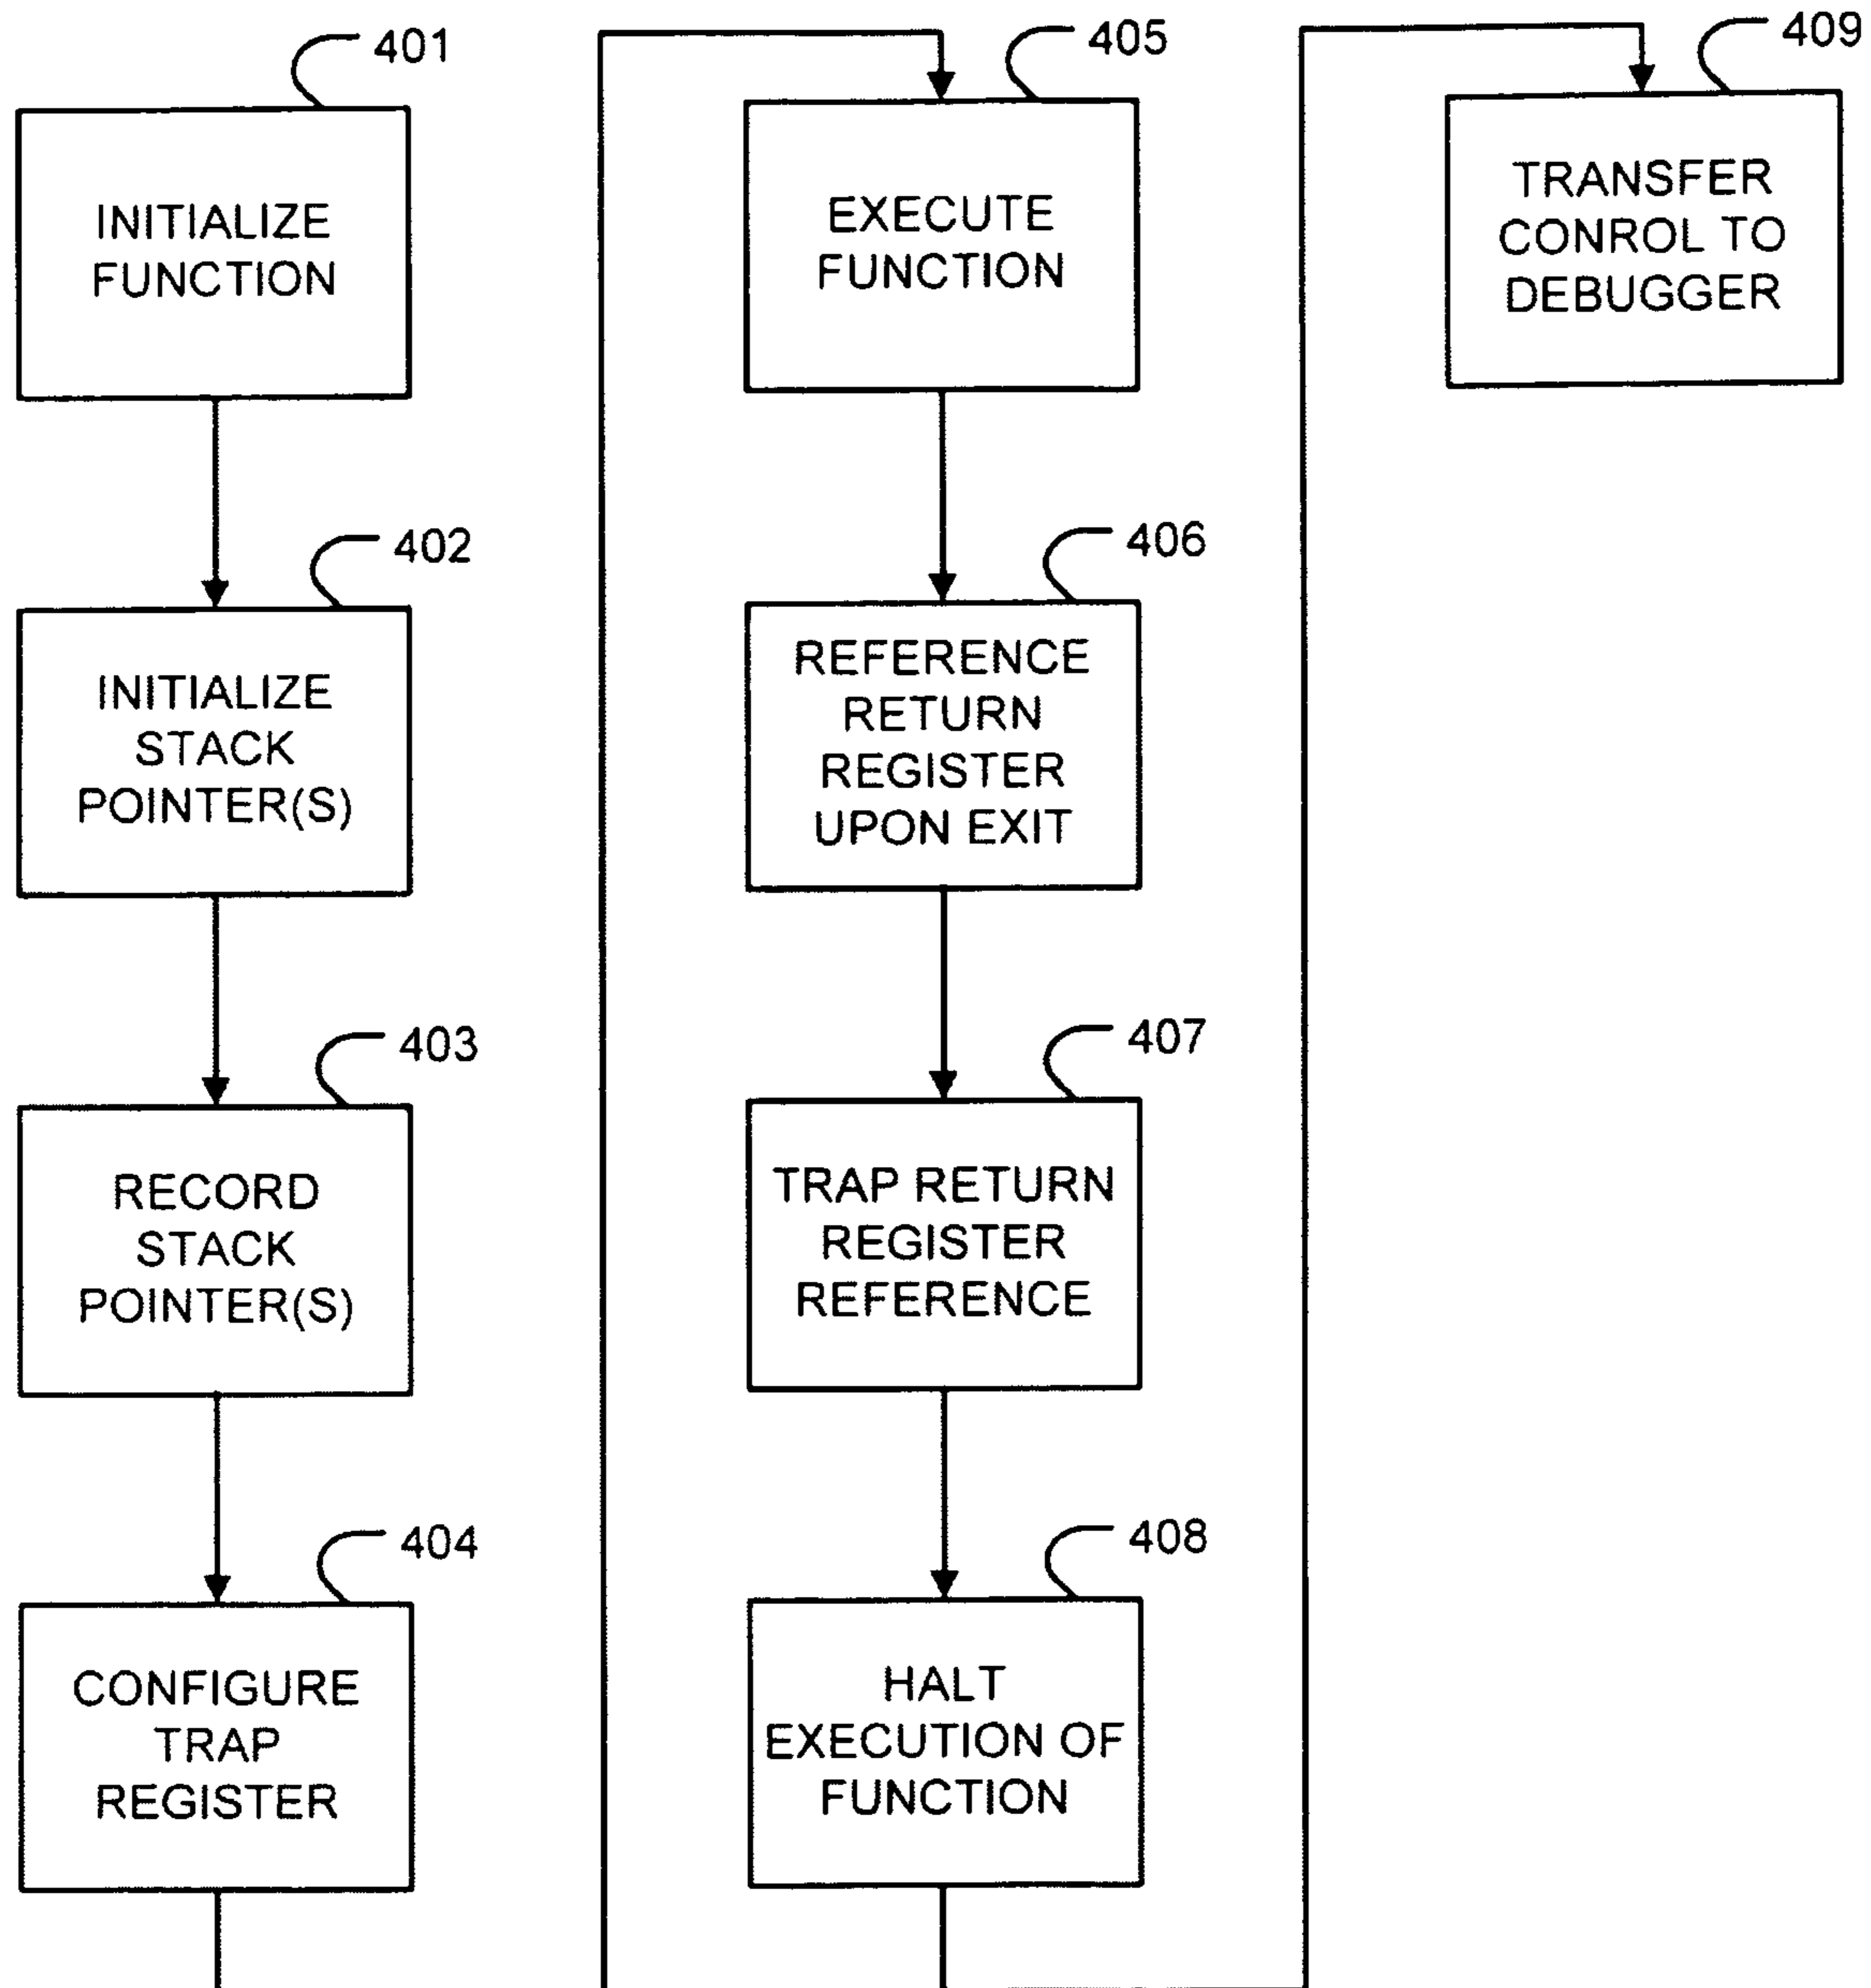 401
INITIALIZE
FUNCTION
402
INITIALIZE
STACK
POINTER(S)
403
RECORD
STACK
POINTER(S)
404
CONFIGURE
TRAP
REGISTER
405
EXECUTE
FUNCTION
406
REFERENCE
RETURN
REGISTER
UPON EXIT
407
TRAP RETURN
REGISTER
REFERENCE
408
HALT
EXECUTION OF
FUNCTION
409
TRANSFER
CONROL TO
DEBUGGER